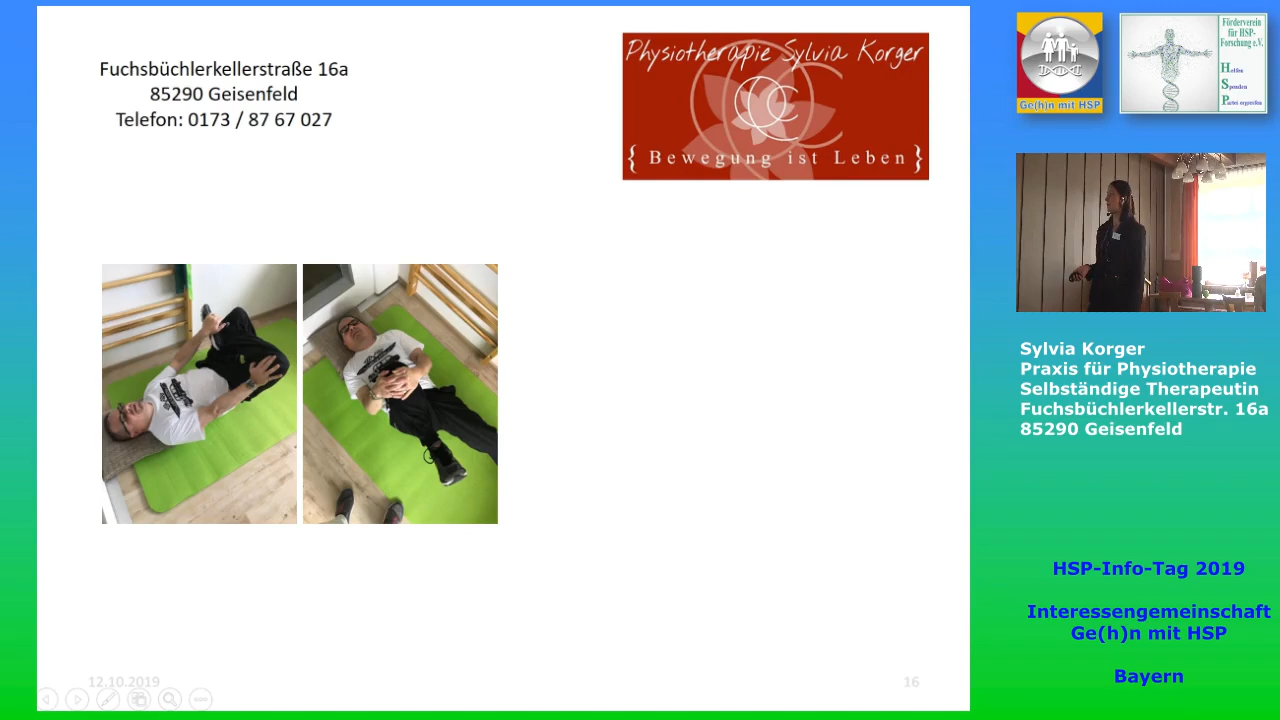 Fuchsbüchlerkellerstraße 16a
85290 Geisenfeld
Telefon: 0173 / 87 67 027
Physiotherapie Sylvia Korger
{ Bewegung ist Leben }
12.10.2019
16
Ge(h)n mit HSP
Förderverein
für HSP-
Forschung e.V.
Helfen
Spenden
Partei ergreifen
Sylvia Korger
Praxis für Physiotherapie
Selbständige Therapeutin
Fuchsbüchlerkellerstr. 16a
85290 Geisenfeld
HSP-Info-Tag 2019
Interessengemeinschaft
Ge(h)n mit HSP
Bayern